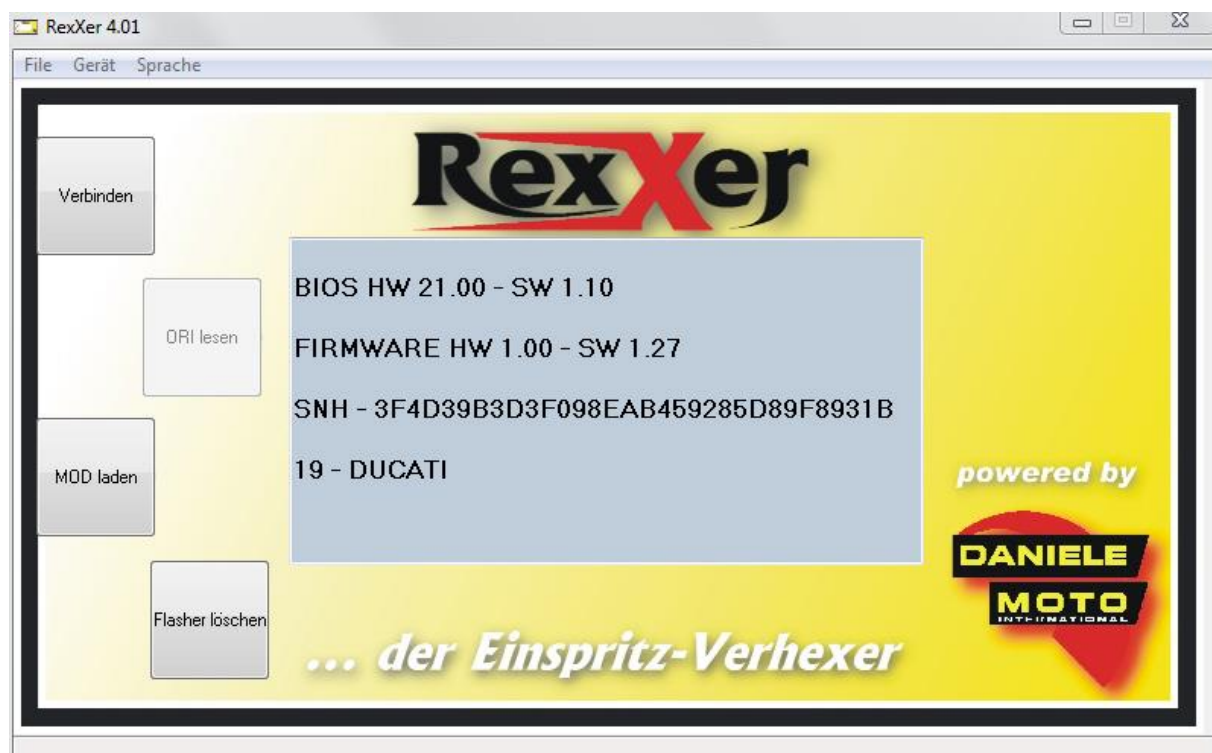 RexXer 4.01
File Gerät Sprache
RexXer
Verbinden
BIOS HW 21.00 - SW 1.10
ORI lesen
FIRMWARE HW 1.00 - SW 1.27
SNH - 3F4D39B3D3F098EAB459285D89F8931B
MOD laden
19 - DUCATI
powered by
DANIELE
MOTO
INTERNATIONAL
Flasher löschen
... der Einspritz-Verhexer